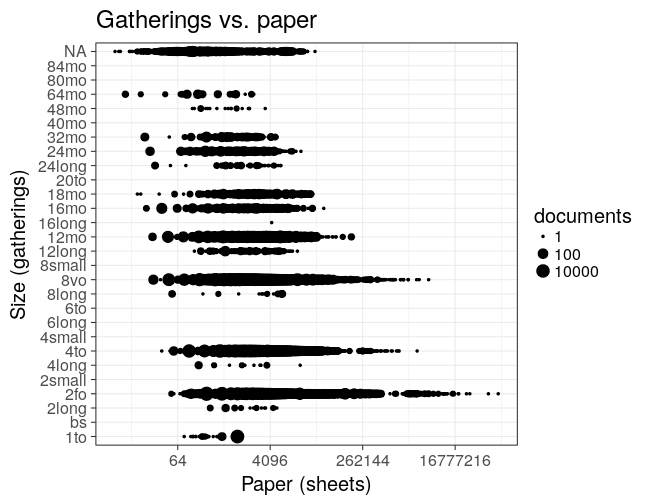 Gatherings vs. paper
NA
84mo
80mo
64mo
48mo
40mo
32mo
24mo
24long
20to
18mo
16mo
16long
12mo
12long
8small
8vo
8long
6to
6long
4small
4to
4long
2small
2fo
2long
bs
1to
Size (gatherings)
64
4096
262144
16777216
Paper (sheets)
documents
1
100
10000